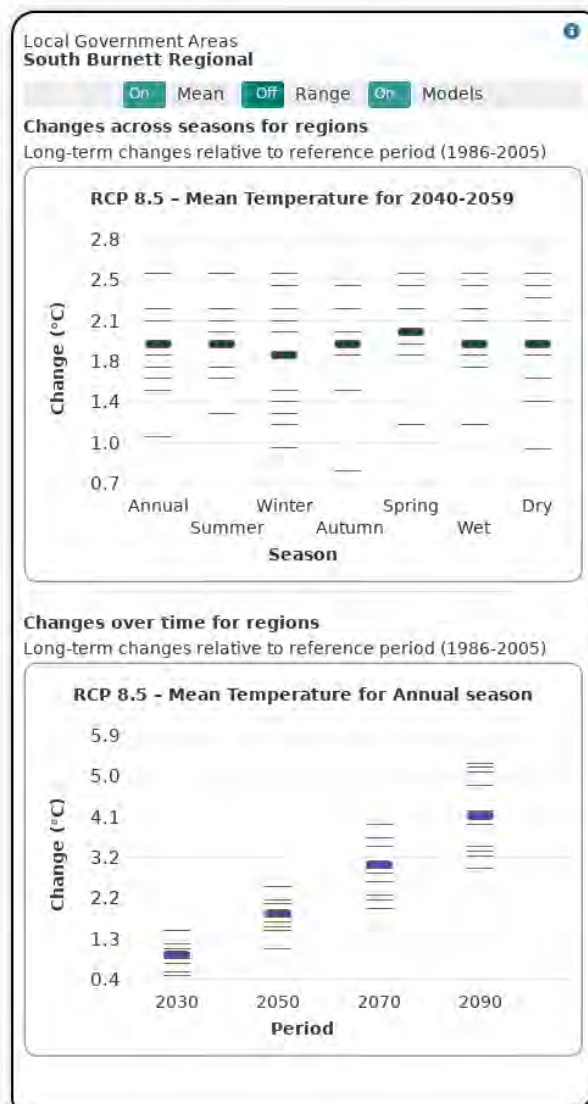 Local Government Areas
i
South Burnett Regional
On Mean Off Range On Models
Changes across seasons for regions
Long-term changes relative to reference period (1986-2005)
RCP 8.5 – Mean Temperature for 2040-2059
Change (°C)
2.8
2.5
2.1
1.8
1.4
1.0
0.7
Annual Winter Spring Dry
Summer Autumn Wet
Season
Changes over time for regions
Long-term changes relative to reference period (1986-2005)
RCP 8.5 – Mean Temperature for Annual season
Change (°C)
5.9
5.0
4.1
3.2
2.2
1.3
0.4
2030 2050 2070 2090
Period